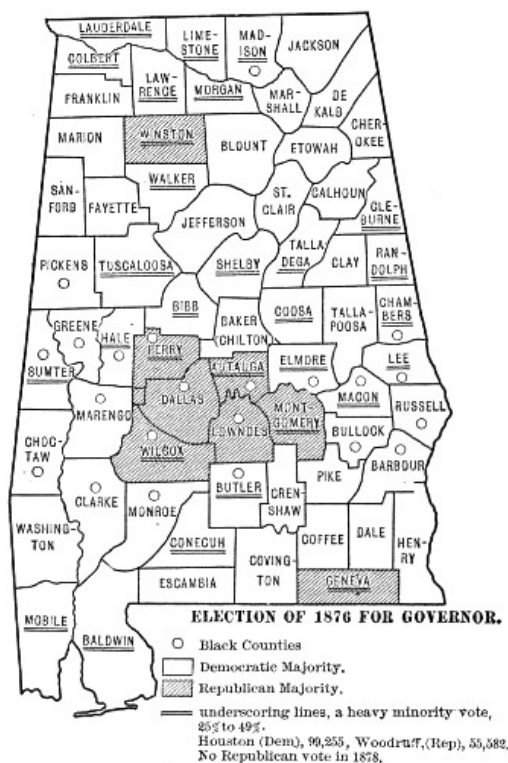 LAUDERDALE
LIME-
STONE
MAD-
ISON
JACKSON
COLBERT
LAW-
RENCE
MORGAN
MAR-
SHALL
DE
KALB
FRANKLIN
CHER-
OKEE
MARION
WINSTON
BLOUNT
ETOWAH
WALKER
ST.
CLAIR
CALHOUN
SAN-
FORD
FAYETTE
JEFFERSON
CLE-
BURNE
TALLA-
DEGA
CLAY
RAN-
DOLPH
PICKENS
TUSCALOOSA
SHELBY
BIBB
COOSA
TALLA-
POOSA
CHAM-
BERS
GREENE
HALE
BAKER
(CHILTON)
PERRY
AUTAUGA
ELMORE
LEE
SUMTER
MARENGO
DALLAS
LOWNDES
MONT-
GOMERY
MACON
RUSSELL
BULLOCK
CHOC-
TAW
WILCOX
BUTLER
CREN-
SHAW
PIKE
BARBOUR
CLARKE
MONROE
WASHING-
TON
CONECUH
COVING-
TON
COFFEE
DALE
HEN-
RY
ESCAMBIA
GENEVA
MOBILE
BALDWIN
ELECTION OF 1876 FOR GOVERNOR.
Black Counties
Democratic Majority.
Republican Majority.
underscoring lines, a heavy minority vote,
25% to 49%.
Houston (Dem), 99,255, Woodruff,(Rep), 55,582.
No Republican vote in 1878.